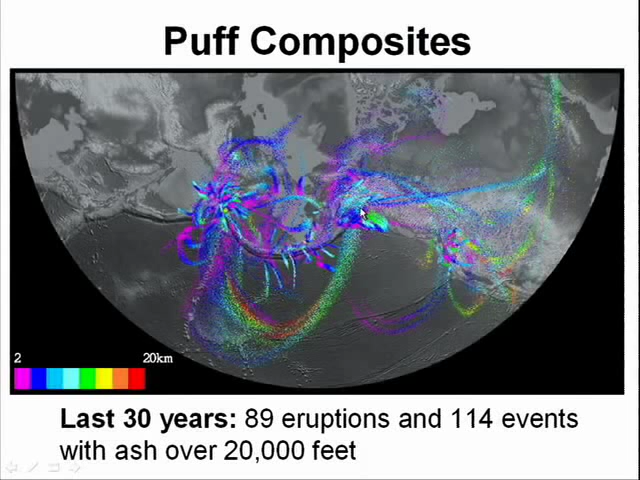 Puff Composites
2 20km
Last 30 years: 89 eruptions and 114 events
with ash over 20,000 feet